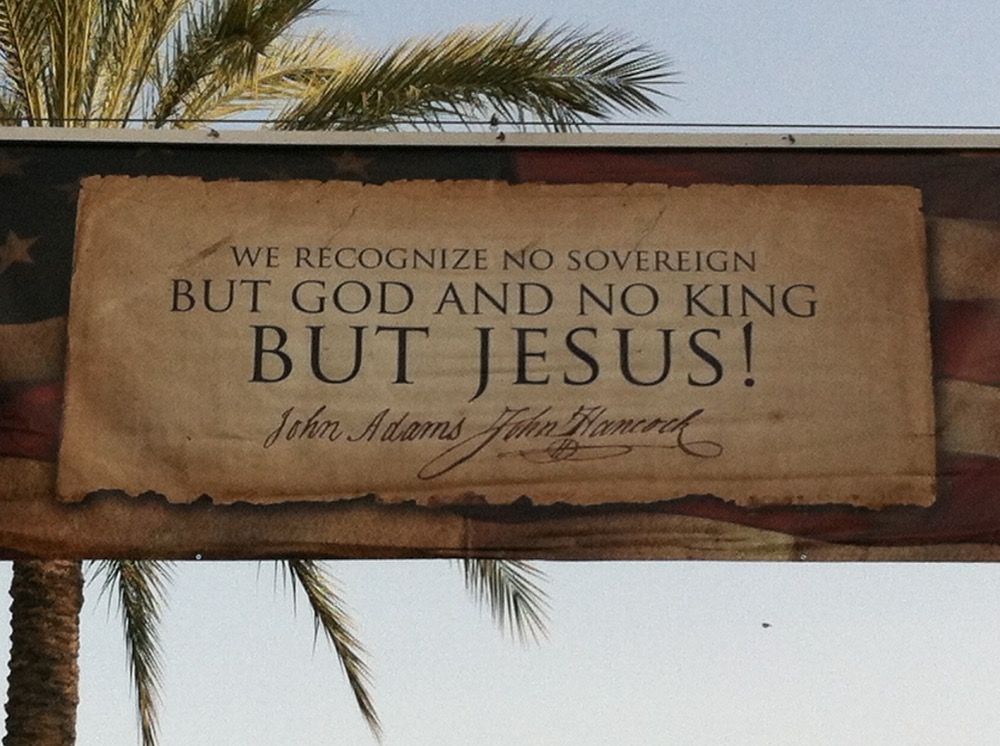 WE RECOGNIZE NO SOVEREIGN
BUT GOD AND NO KING
BUT JESUS!
John Adams John Hancock